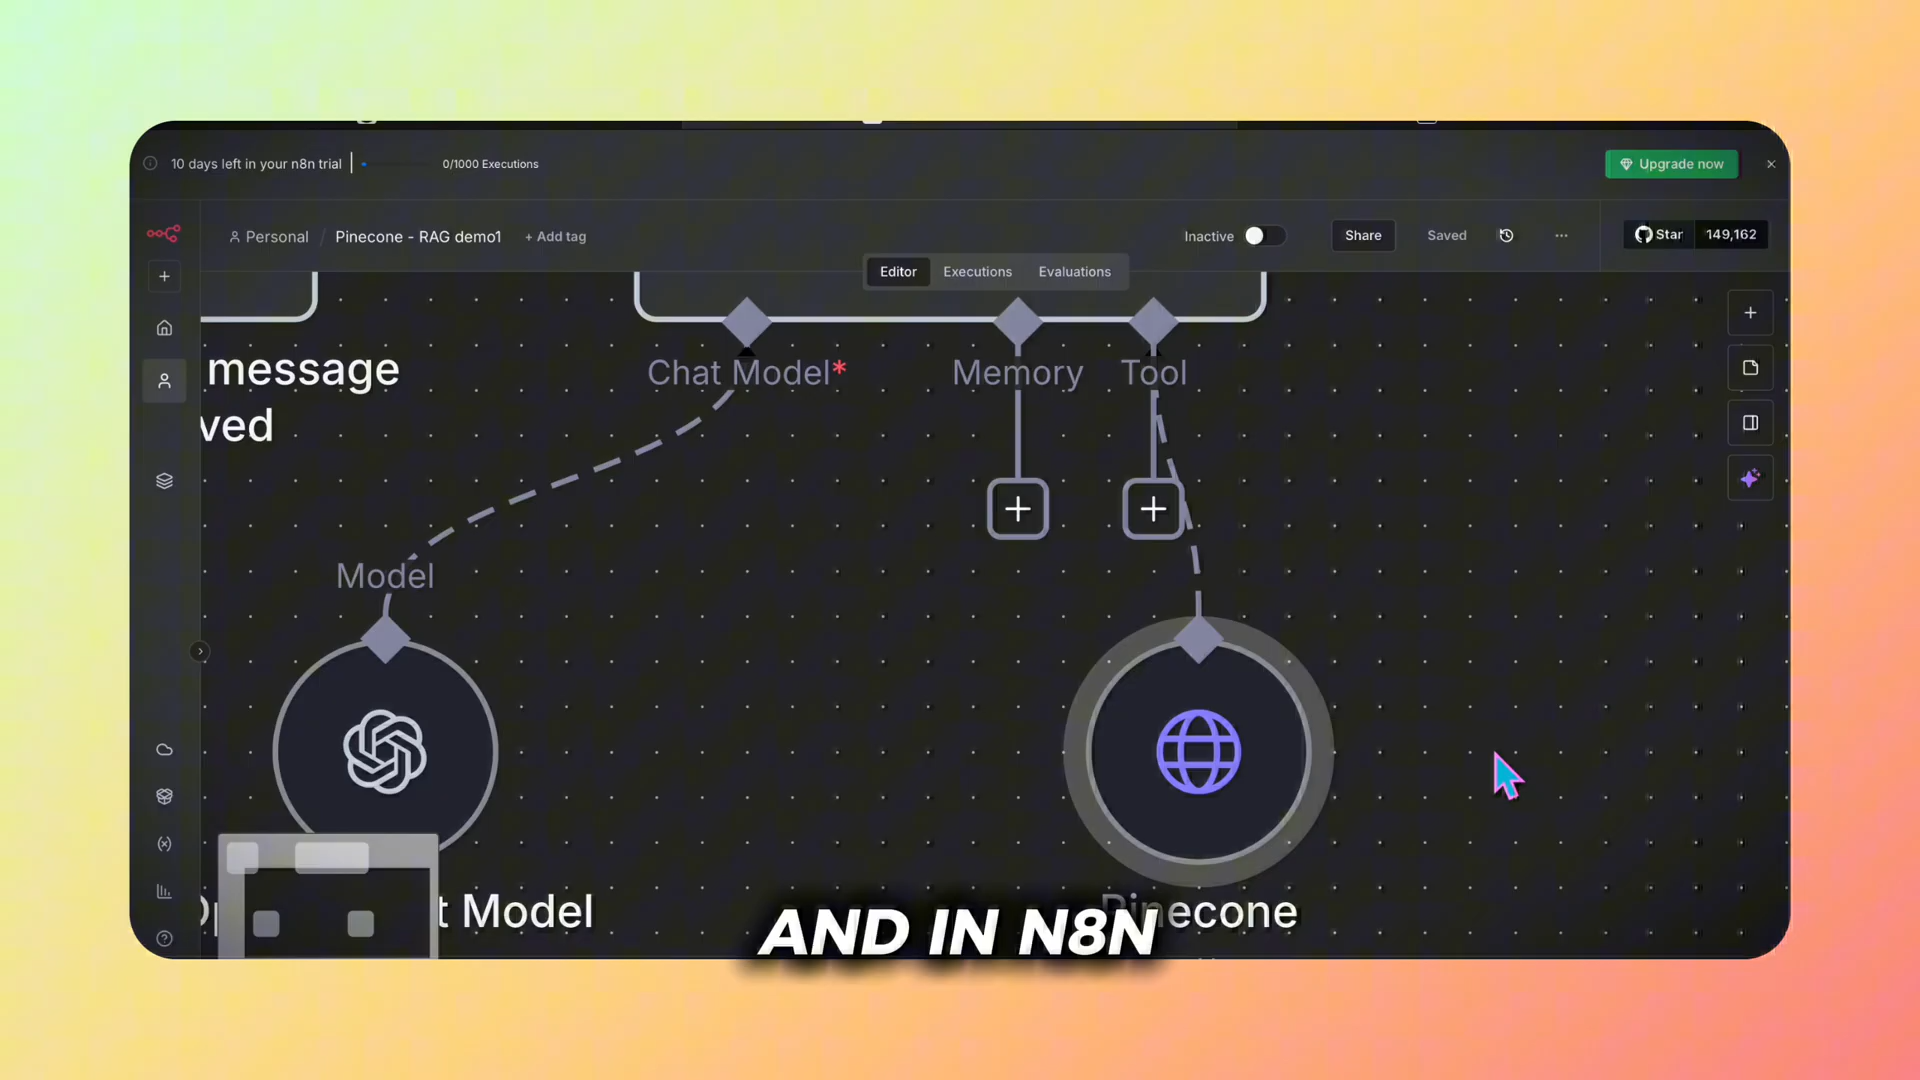 10 days left in your n8n trial
0/1000 Executions
Upgrade now
Personal / Pinecone - RAG demo1 + Add tag
Inactive
Share
Saved
Star 149,162
Editor Executions Evaluations
message
ved
Chat Model*
Memory
Tool
Model
t Model
Pinecone
AND IN N8N